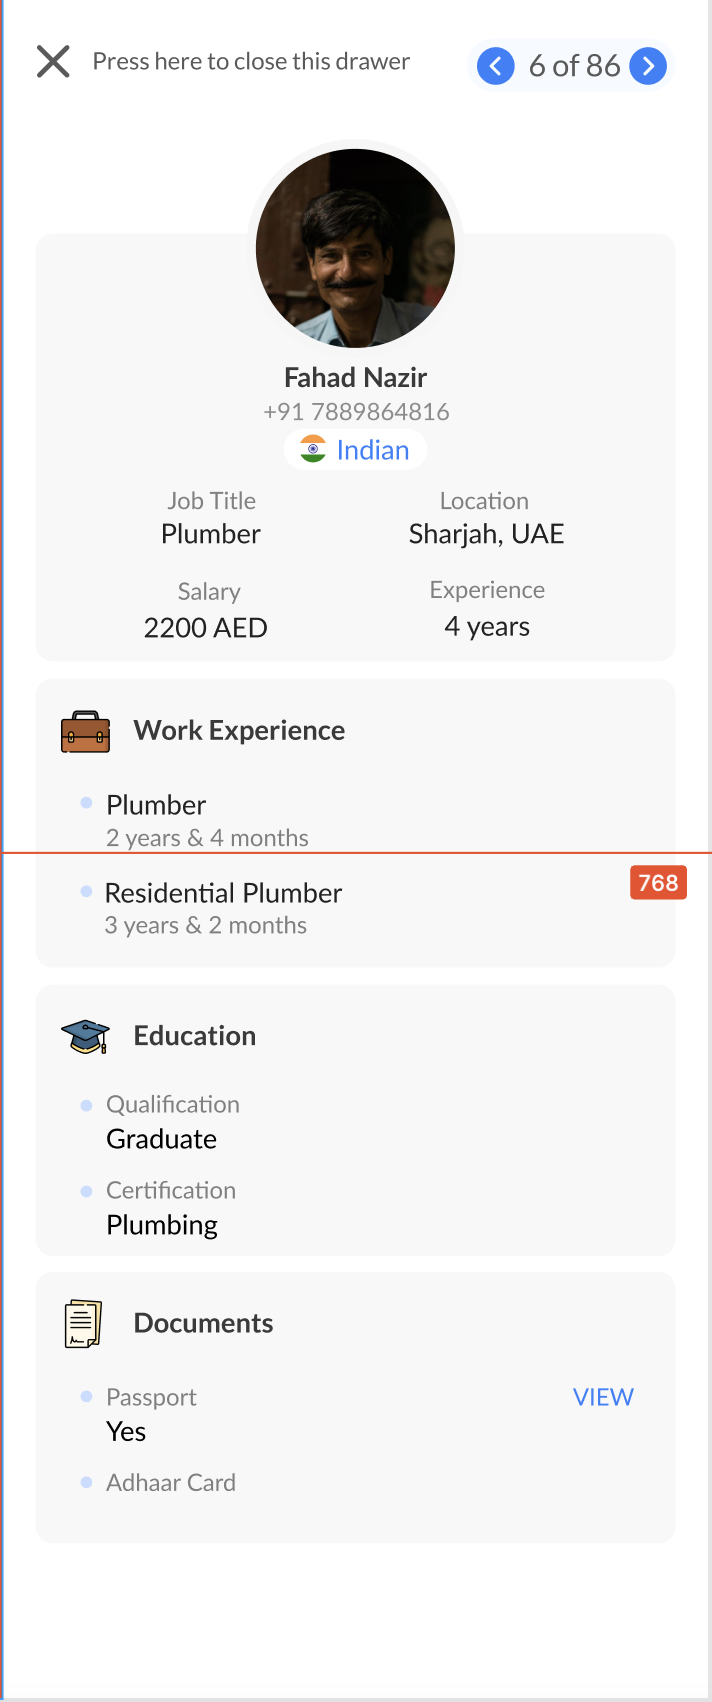 Press here to close this drawer
6 of 86
Fahad Nazir
+91 7889864816
Indian
Job Title
Plumber
Location
Sharjah, UAE
Salary
2200 AED
Experience
4 years
Work Experience
Plumber
2 years & 4 months
Residential Plumber
3 years & 2 months
768
Education
Qualification
Graduate
Certification
Plumbing
Documents
Passport
VIEW
Yes
Adhaar Card